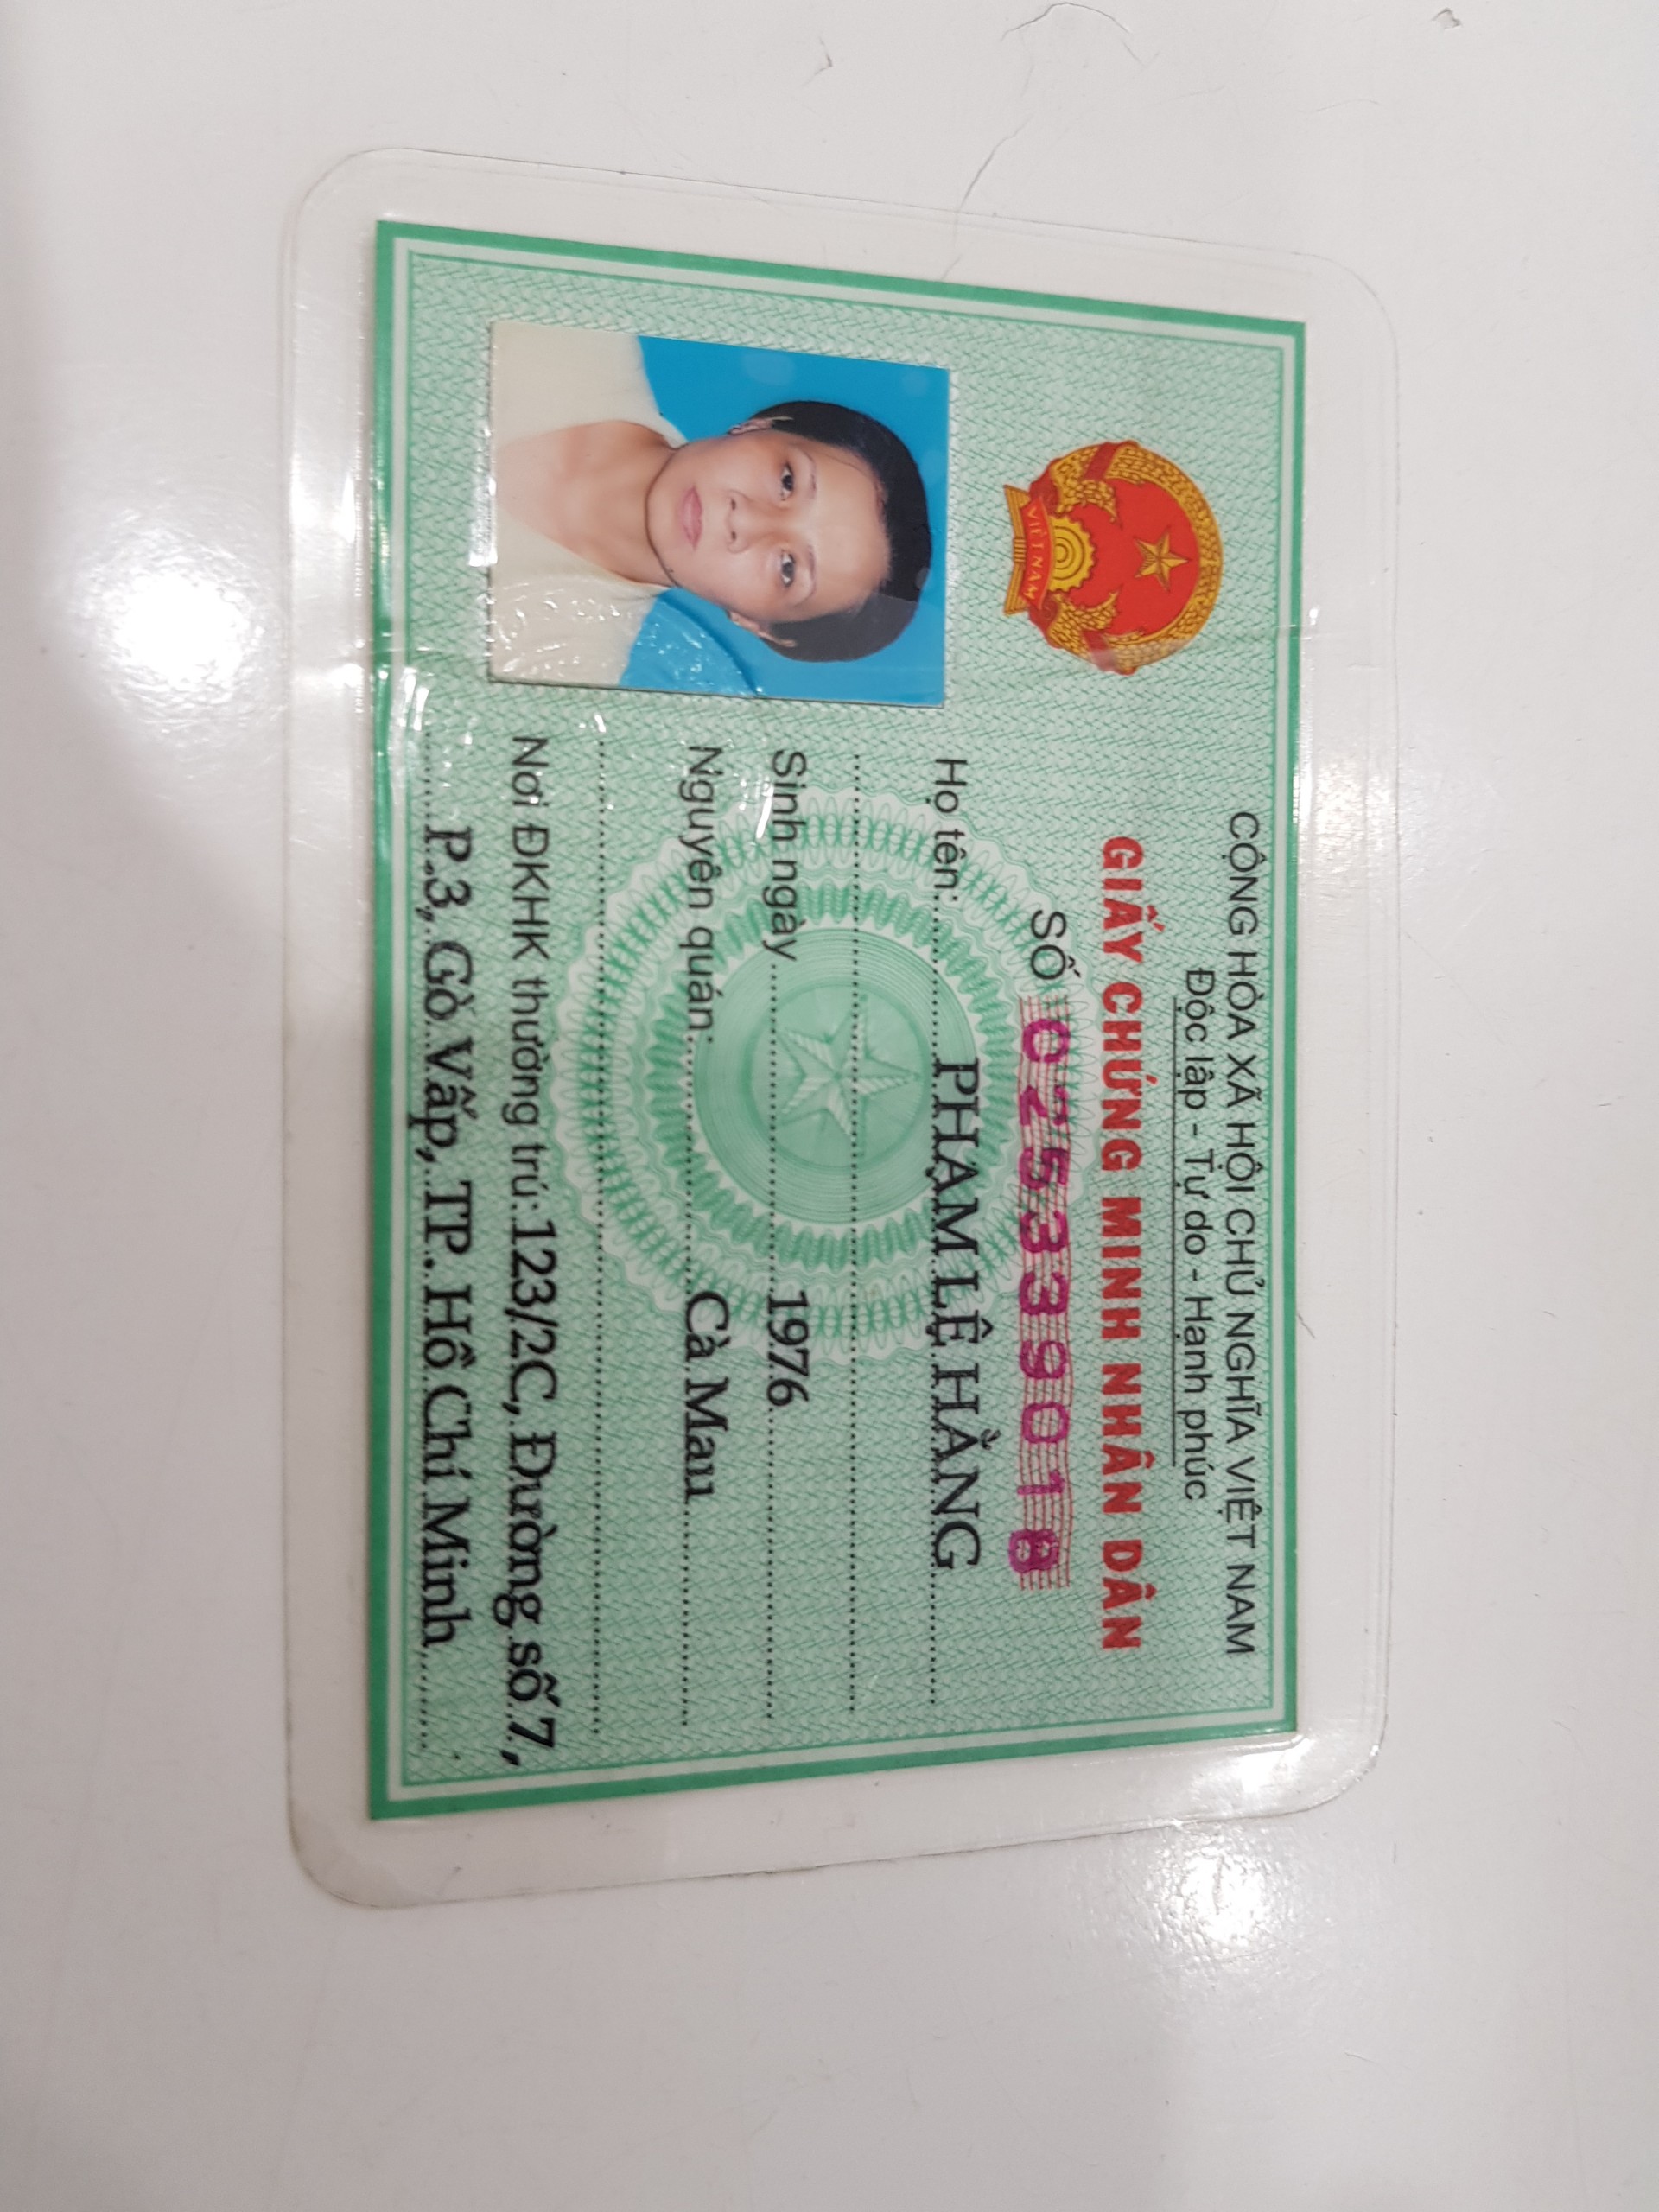 CỘNG HÒA XÃ HỘI CHỦ NGHĨA VIỆT NAM
Độc lập - Tự do - Hạnh phúc
GIẤY CHỨNG MINH NHÂN DÂN
SỐ 025339018
VIỆT NAM
Họ tên: PHẠM LỆ HẰNG
Sinh ngày 1976
Nguyên quán: Cà Mau
Nơi ĐKHK thường trú: 123/2C, Đường số 7,
P.3, Gò Vấp, TP. Hồ Chí Minh